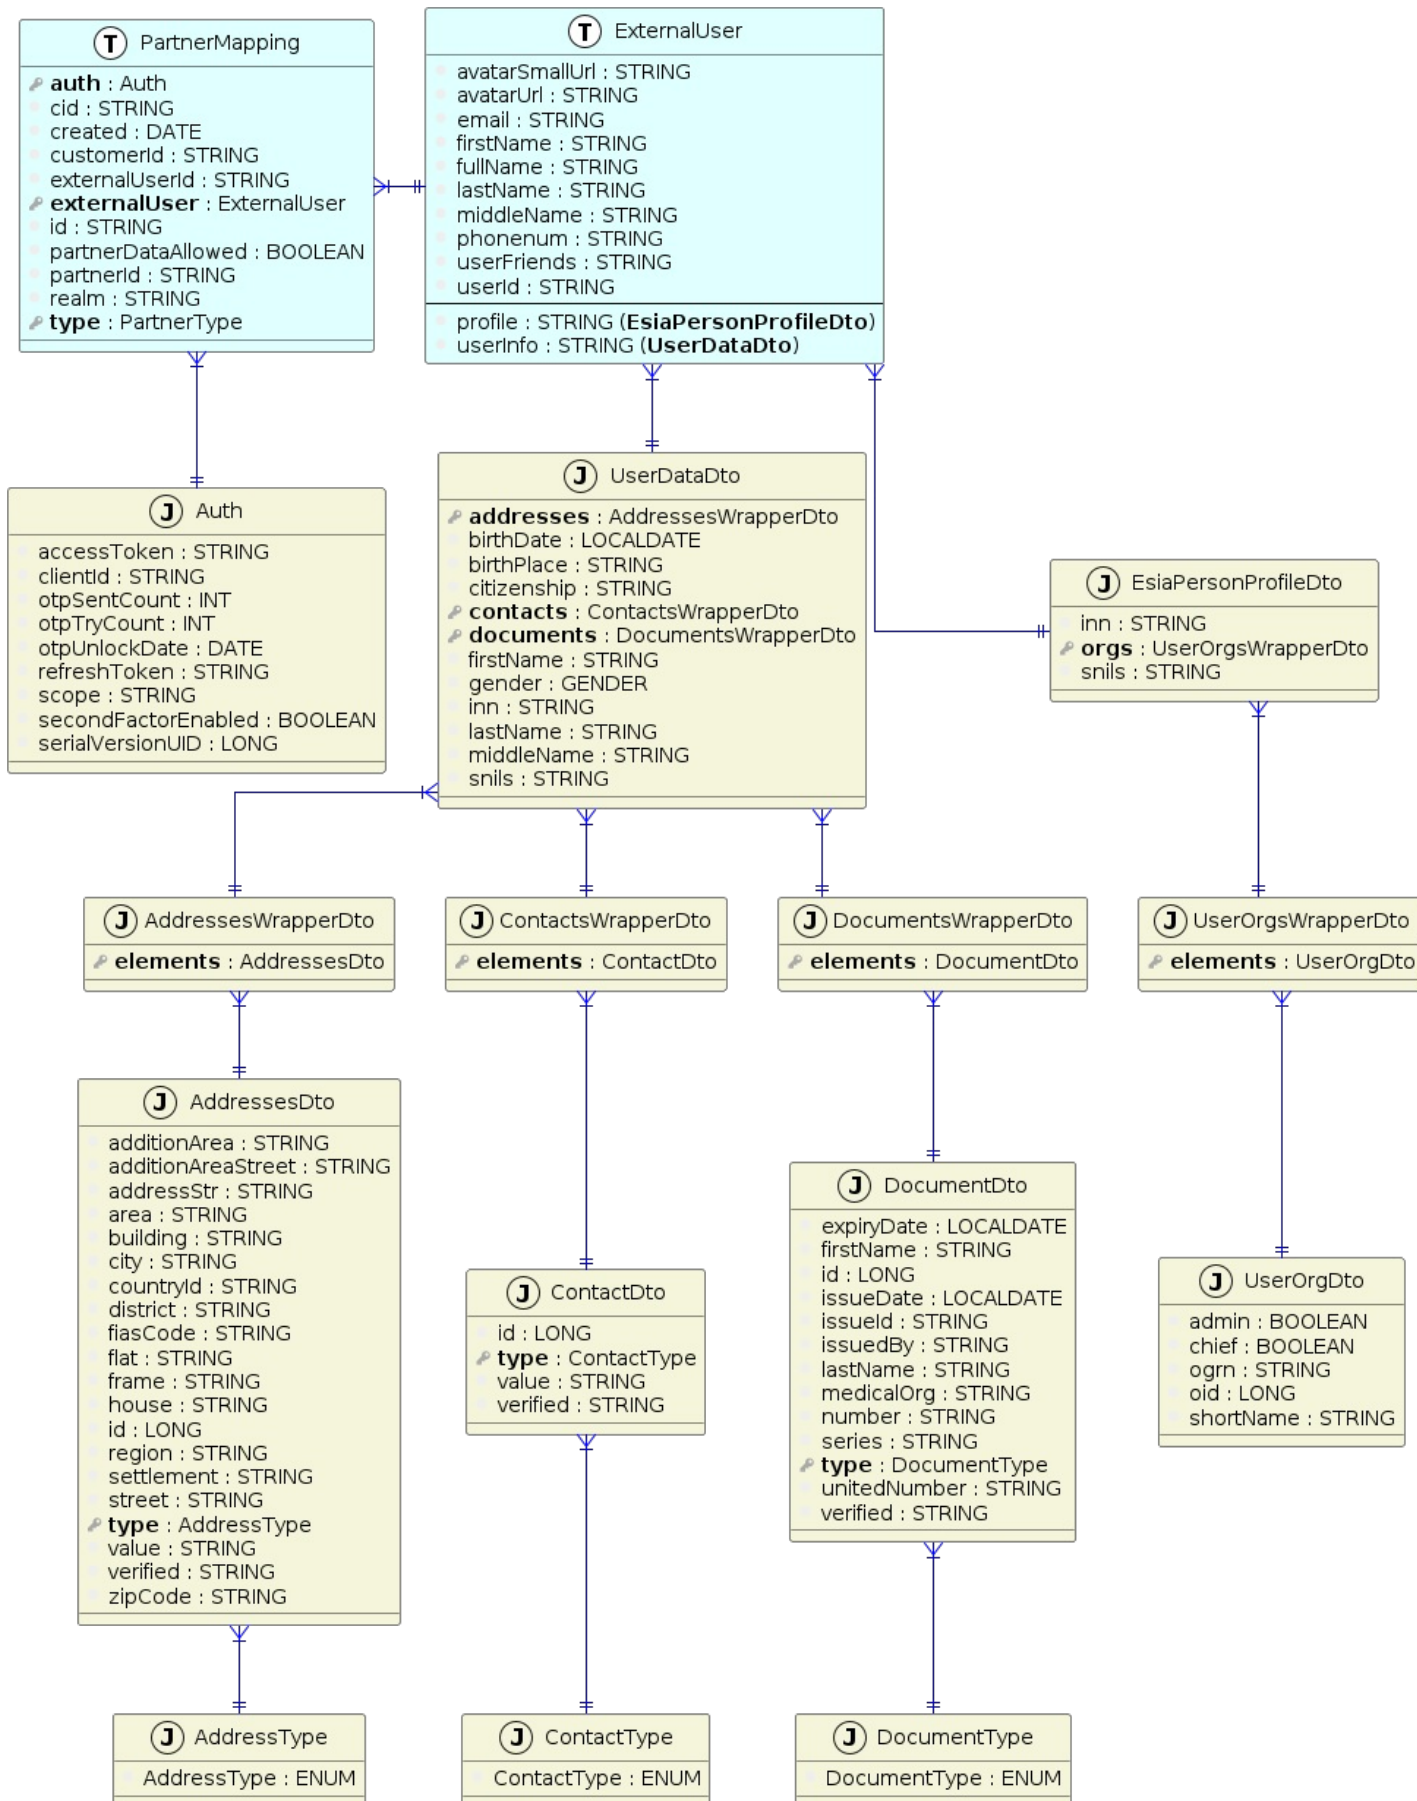 T PartnerMapping
auth : Auth
cid : STRING
created : DATE
customerId : STRING
externalUserId : STRING
externalUser : ExternalUser
id : STRING
partnerDataAllowed : BOOLEAN
partnerId : STRING
realm : STRING
type : PartnerType
T ExternalUser
avatarSmallUrl : STRING
avatarUrl : STRING
email : STRING
firstName : STRING
fullName : STRING
lastName : STRING
middleName : STRING
phonenum : STRING
userFriends : STRING
userId : STRING
profile : STRING (EsiaPersonProfileDto)
userInfo : STRING (UserDataDto)
J Auth
accessToken : STRING
clientId : STRING
otpSentCount : INT
otpTryCount : INT
otpUnlockDate : DATE
refreshToken : STRING
scope : STRING
secondFactorEnabled : BOOLEAN
serialVersionUID : LONG
J UserDataDto
addresses : AddressesWrapperDto
birthDate : LOCALDATE
birthPlace : STRING
citizenship : STRING
contacts : ContactsWrapperDto
documents : DocumentsWrapperDto
firstName : STRING
gender : GENDER
inn : STRING
lastName : STRING
middleName : STRING
snils : STRING
J EsiaPersonProfileDto
inn : STRING
orgs : UserOrgsWrapperDto
snils : STRING
J AddressesWrapperDto
elements : AddressesDto
J ContactsWrapperDto
elements : ContactDto
J DocumentsWrapperDto
elements : DocumentDto
J UserOrgsWrapperDto
elements : UserOrgDto
J AddressesDto
additionArea : STRING
additionAreaStreet : STRING
addressStr : STRING
area : STRING
building : STRING
city : STRING
countryId : STRING
district : STRING
fiasCode : STRING
flat : STRING
frame : STRING
house : STRING
id : LONG
region : STRING
settlement : STRING
street : STRING
type : AddressType
value : STRING
verified : STRING
zipCode : STRING
J ContactDto
id : LONG
type : ContactType
value : STRING
verified : STRING
J DocumentDto
expiryDate : LOCALDATE
firstName : STRING
id : LONG
issueDate : LOCALDATE
issueId : STRING
issuedBy : STRING
lastName : STRING
medicalOrg : STRING
number : STRING
series : STRING
type : DocumentType
unitedNumber : STRING
verified : STRING
J UserOrgDto
admin : BOOLEAN
chief : BOOLEAN
ogrn : STRING
oid : LONG
shortName : STRING
J AddressType
AddressType : ENUM
J ContactType
ContactType : ENUM
J DocumentType
DocumentType : ENUM